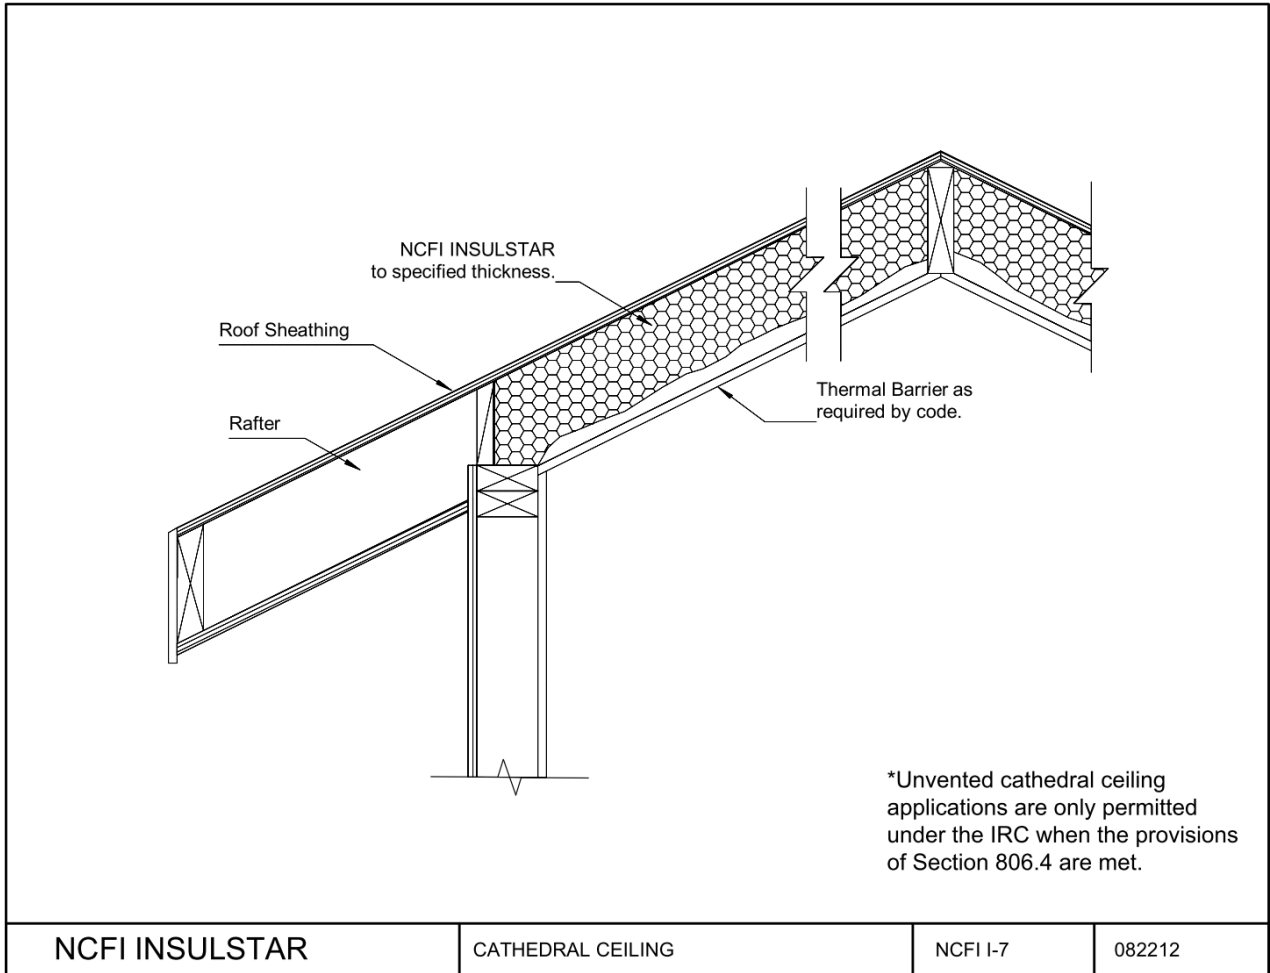 NCFI INSULSTAR
to specified thickness.
Roof Sheathing
Rafter
Thermal Barrier as
required by code.
*Unvented cathedral ceiling
applications are only permitted
under the IRC when the provisions
of Section 806.4 are met.
NCFI INSULSTAR
CATHEDRAL CEILING
NCFI I-7
082212